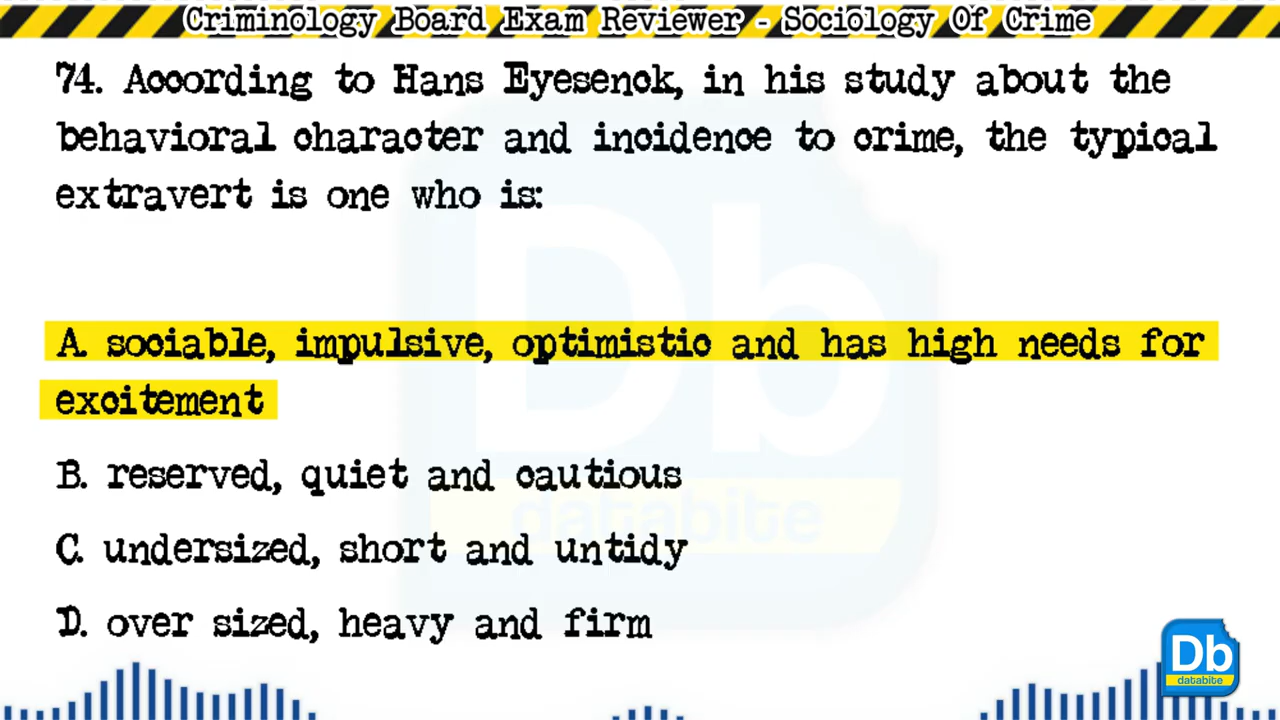 Criminology Board Exam Reviewer - Sociology Of Crime
74. According to Hans Eyesenck, in his study about the
behavioral character and incidence to crime, the typical
extravert is one who is:
A. sociable, impulsive, optimistic and has high needs for
excitement
B. reserved, quiet and cautious
C. undersized, short and untidy
D. over sized, heavy and firm
Db
databite
Db
databite